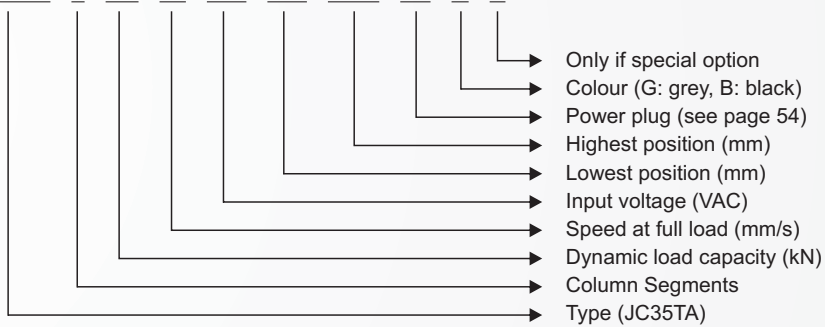 Only if special option
Colour (G: grey, B: black)
Power plug (see page 54)
Highest position (mm)
Lowest position (mm)
Input voltage (VAC)
Speed at full load (mm/s)
Dynamic load capacity (kN)
Column Segments
Type (JC35TA)